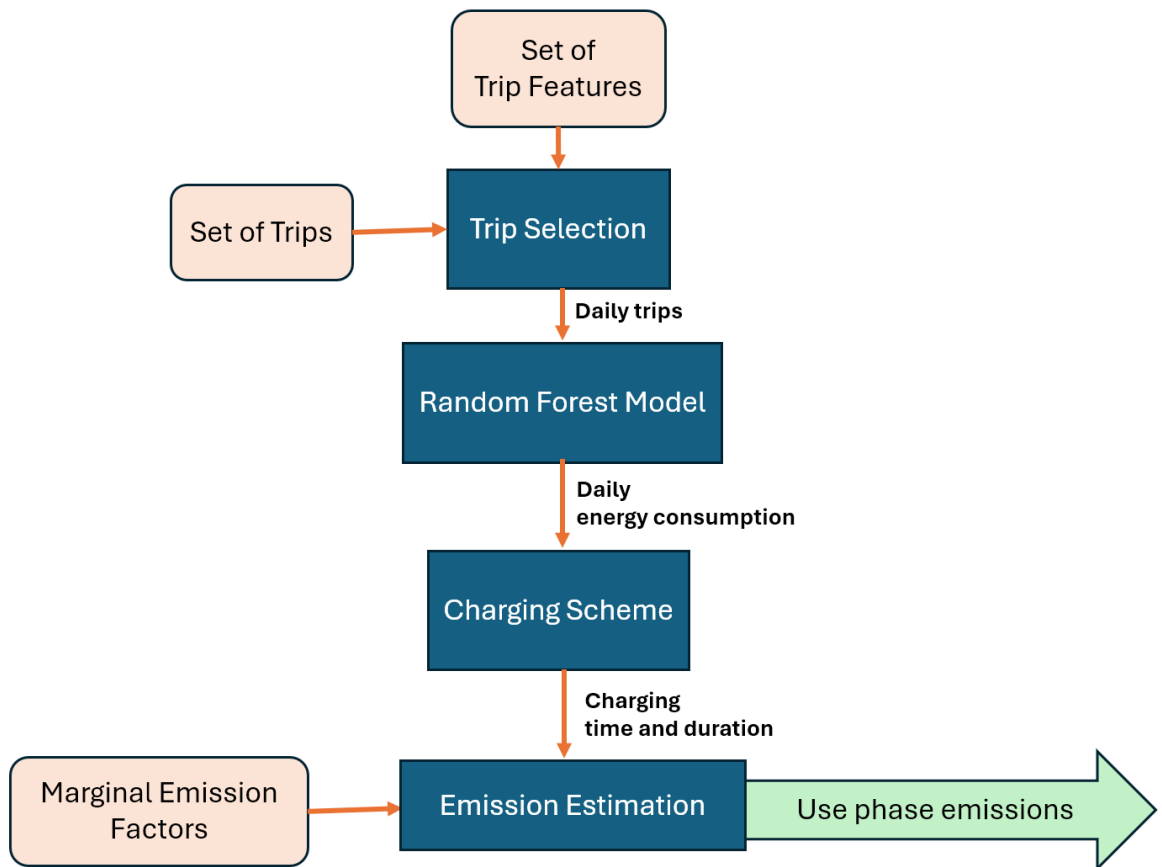 Set of
Trip Features
Set of Trips
Trip Selection
Daily trips
Random Forest Model
Daily
energy consumption
Charging Scheme
Charging
time and duration
Marginal Emission
Factors
Emission Estimation
Use phase emissions